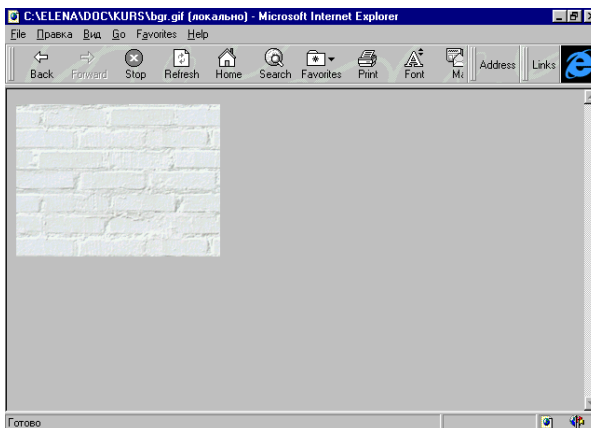 C:\ELENA\DOC\KURS\bgr.gif (локально) - Microsoft Internet Explorer
File Правка Вид Go Favorites Help
Back Forward Stop Refresh Home Search Favorites Print Font Address Links
Готово